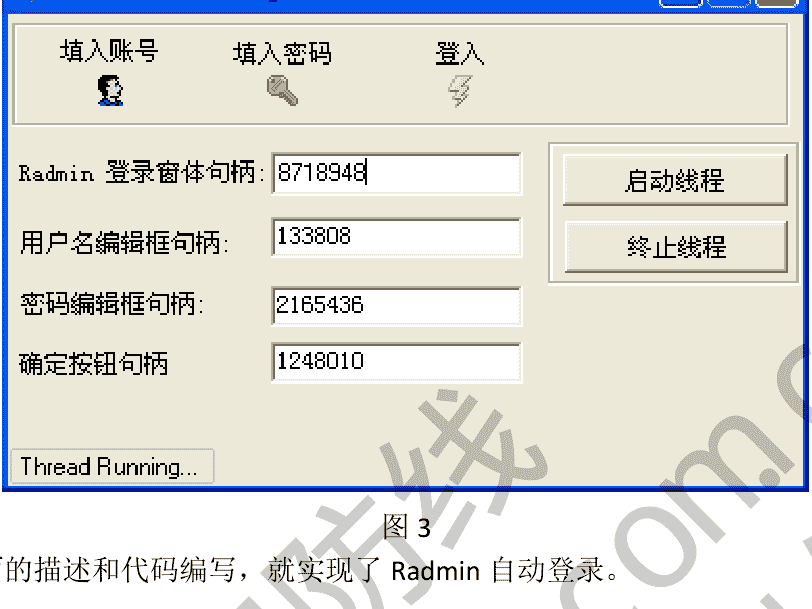 填入账号 填入密码 登入
Radmin 登录窗体句柄: 8718948
启动线程
用户名编辑框句柄: 133808
终止线程
密码编辑框句柄: 2165436
确定按钮句柄 1248010
Thread Running...
图 3
的描述和代码编写，就实现了 Radmin 自动登录。
防线
com.c